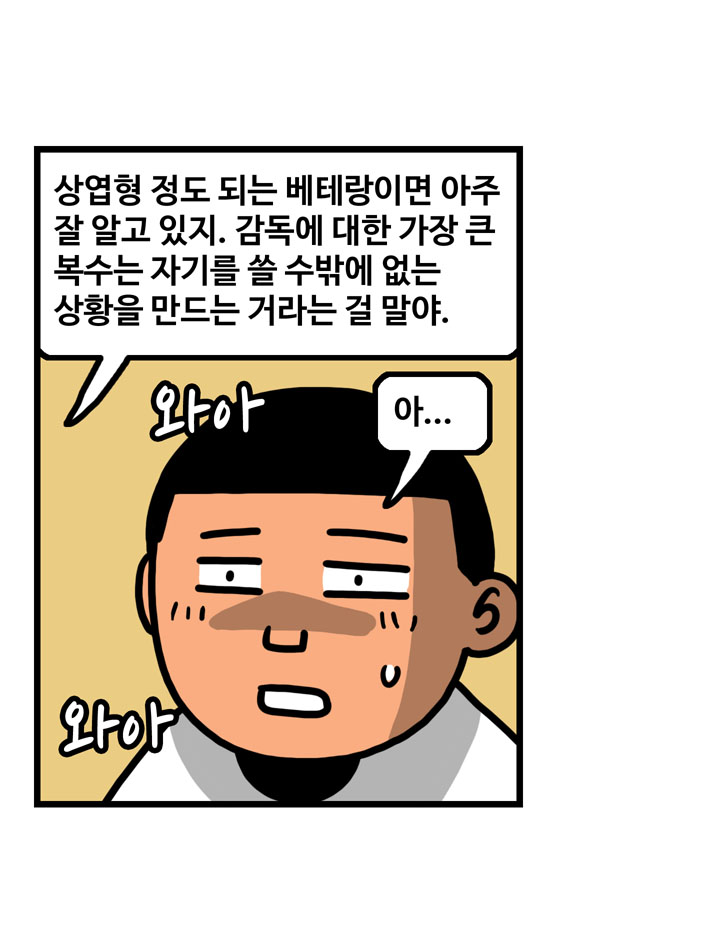 상엽형 정도 되는 베테랑이면 아주
잘 알고 있지. 감독에 대한 가장 큰
복수는 자기를 쓸 수밖에 없는
상황을 만드는 거라는 걸 말야.
와아
아...
와아